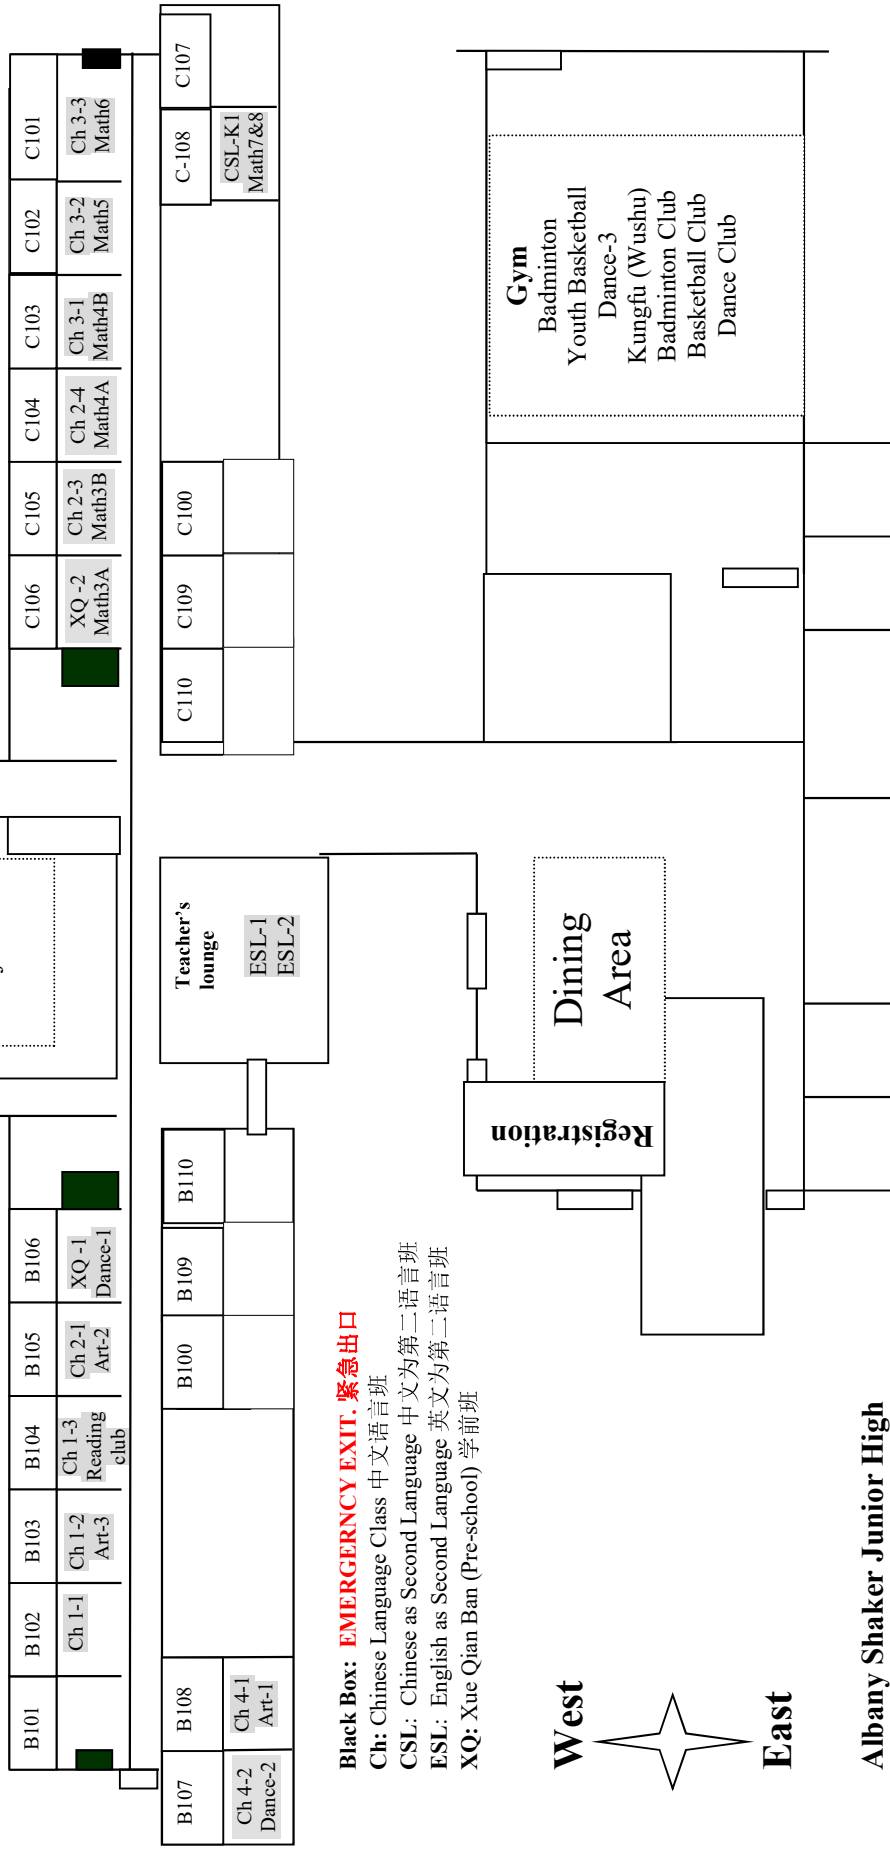 B101
B102
B103
B104
B105
B106
C106
C105
C104
C103
C102
C101
Ch 1-1
Ch 1-2
Art-3
Ch 1-3
Reading
club
Ch 2-1
Art-2
XQ -1
Dance-1
XQ -2
Math3A
Ch 2-3
Math3B
Ch 2-4
Math4A
Ch 3-1
Math4B
Ch 3-2
Math5
Ch 3-3
Math6
B107
B108
B100
B109
B110
Teacher's
lounge
ESL-1
ESL-2
C110
C109
C100
C-108
C107
Ch 4-2
Dance-2
Ch 4-1
Art-1
CSL-K1
Math7&8
Black Box: EMERGERNCY EXIT. 紧急出口
Ch: Chinese Language Class 中文语言班
CSL: Chinese as Second Language 中文为第二语言班
ESL: English as Second Language 英文为第二语言班
XQ: Xue Qian Ban (Pre-school) 学前班
Registration
Dining
Area
Gym
Badminton
Youth Basketball
Dance-3
Kungfu (Wushu)
Badminton Club
Basketball Club
Dance Club
West
East
Albany Shaker Junior High